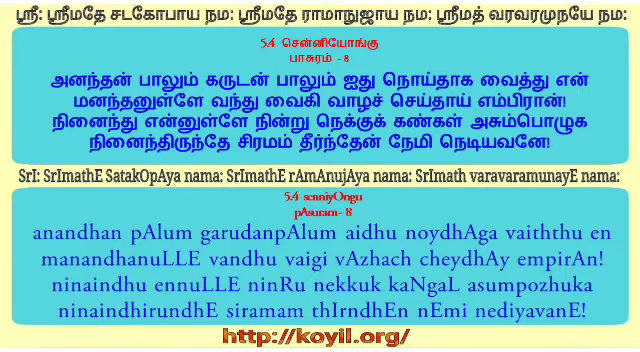 ஸ்ரீ: ஸ்ரீமதே சடகோபாய நம: ஸ்ரீமதே ராமாநுஜாய நம: ஸ்ரீமத் வரவரமுநயே நம:
5.4 சென்னியோங்கு
பாசுரம் -8
அனந்தன் பாலும் கருடன் பாலும் ஐது நொய்தாக வைத்து என்
மனந்தனுள்ளே வந்து வைகி வாழச் செய்தாய் எம்பிரான்!
நினைந்து என்னுள்ளே நின்று நெக்குக் கண்கள் அசும்பொழுக
நினைந்திருந்தே சிரமம் தீர்ந்தேன் நேமி நெடியவனே!
SrI: SrImathE SatakOpAya nama: SrImathE rAmAnujAya nama: SrImath varavaramunayE nama:
5.4 senniyOngu
pAsuram- 8
anandhan pAlum garudanpAlum aidhu noydhAga vaiththu en
manandhanuLLE vandhu vaigi vAzhach cheydhAy empirAn!
ninaindhu ennuLLE ninRu nekkuk kaNgaL asumpozhuka
ninaindhirundhE siramam thIrndhEn nEmi nediyavanE!
http://koyil.org/